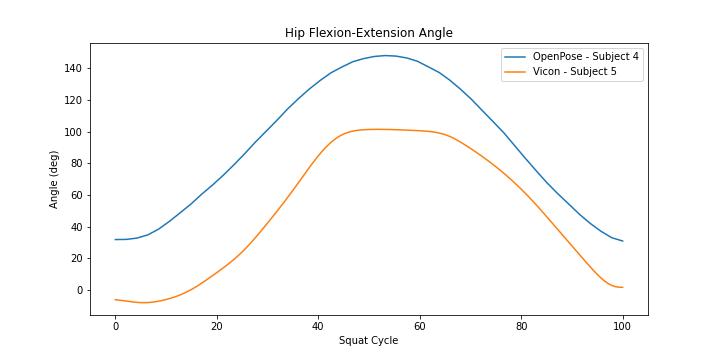 Hip Flexion-Extension Angle
OpenPose - Subject 4
Vicon - Subject 5
140
120
100
80
60
40
20
0
Angle (deg)
0 20 40 60 80 100
Squat Cycle